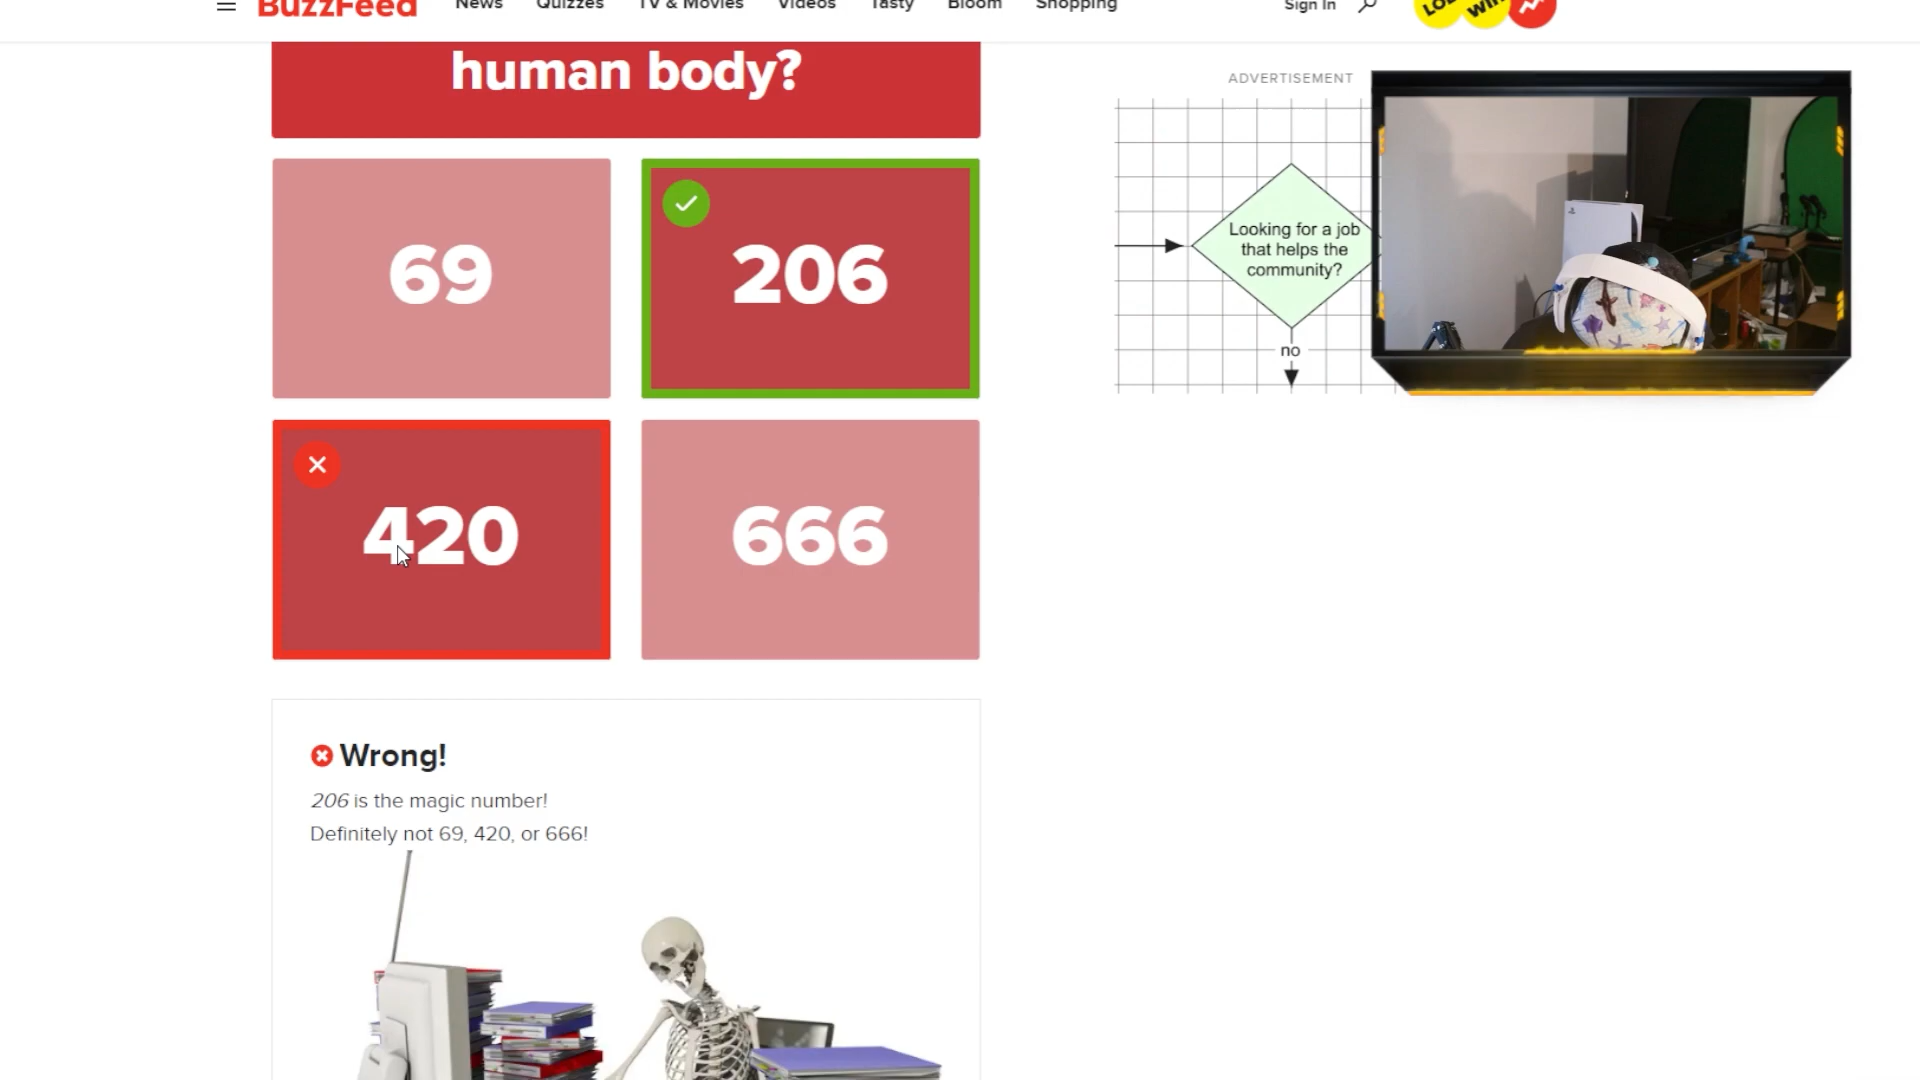 BuzzFeed News Quizzes TV & Movies Videos Tasty Bloom Shopping Sign In LOL win
human body?
ADVERTISEMENT
69
206
Looking for a job
that helps the
community?
no
420
666
Wrong!
206 is the magic number!
Definitely not 69, 420, or 666!